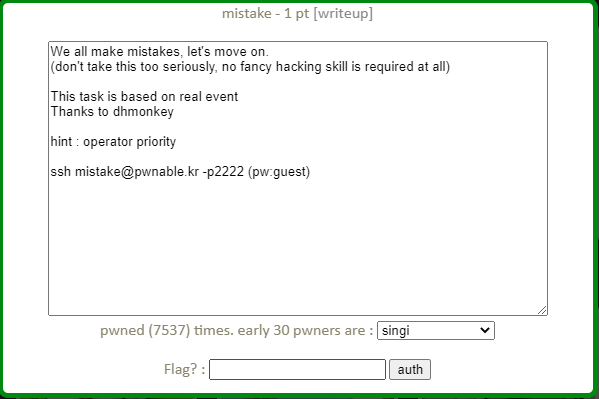 mistake - 1 pt [writeup]
We all make mistakes, let's move on.
(don't take this too seriously, no fancy hacking skill is required at all)
This task is based on real event
Thanks to dhmonkey
hint : operator priority
ssh mistake@pwnable.kr -p2222 (pw:guest)
pwned (7537) times. early 30 pwners are : singi
Flag? : auth